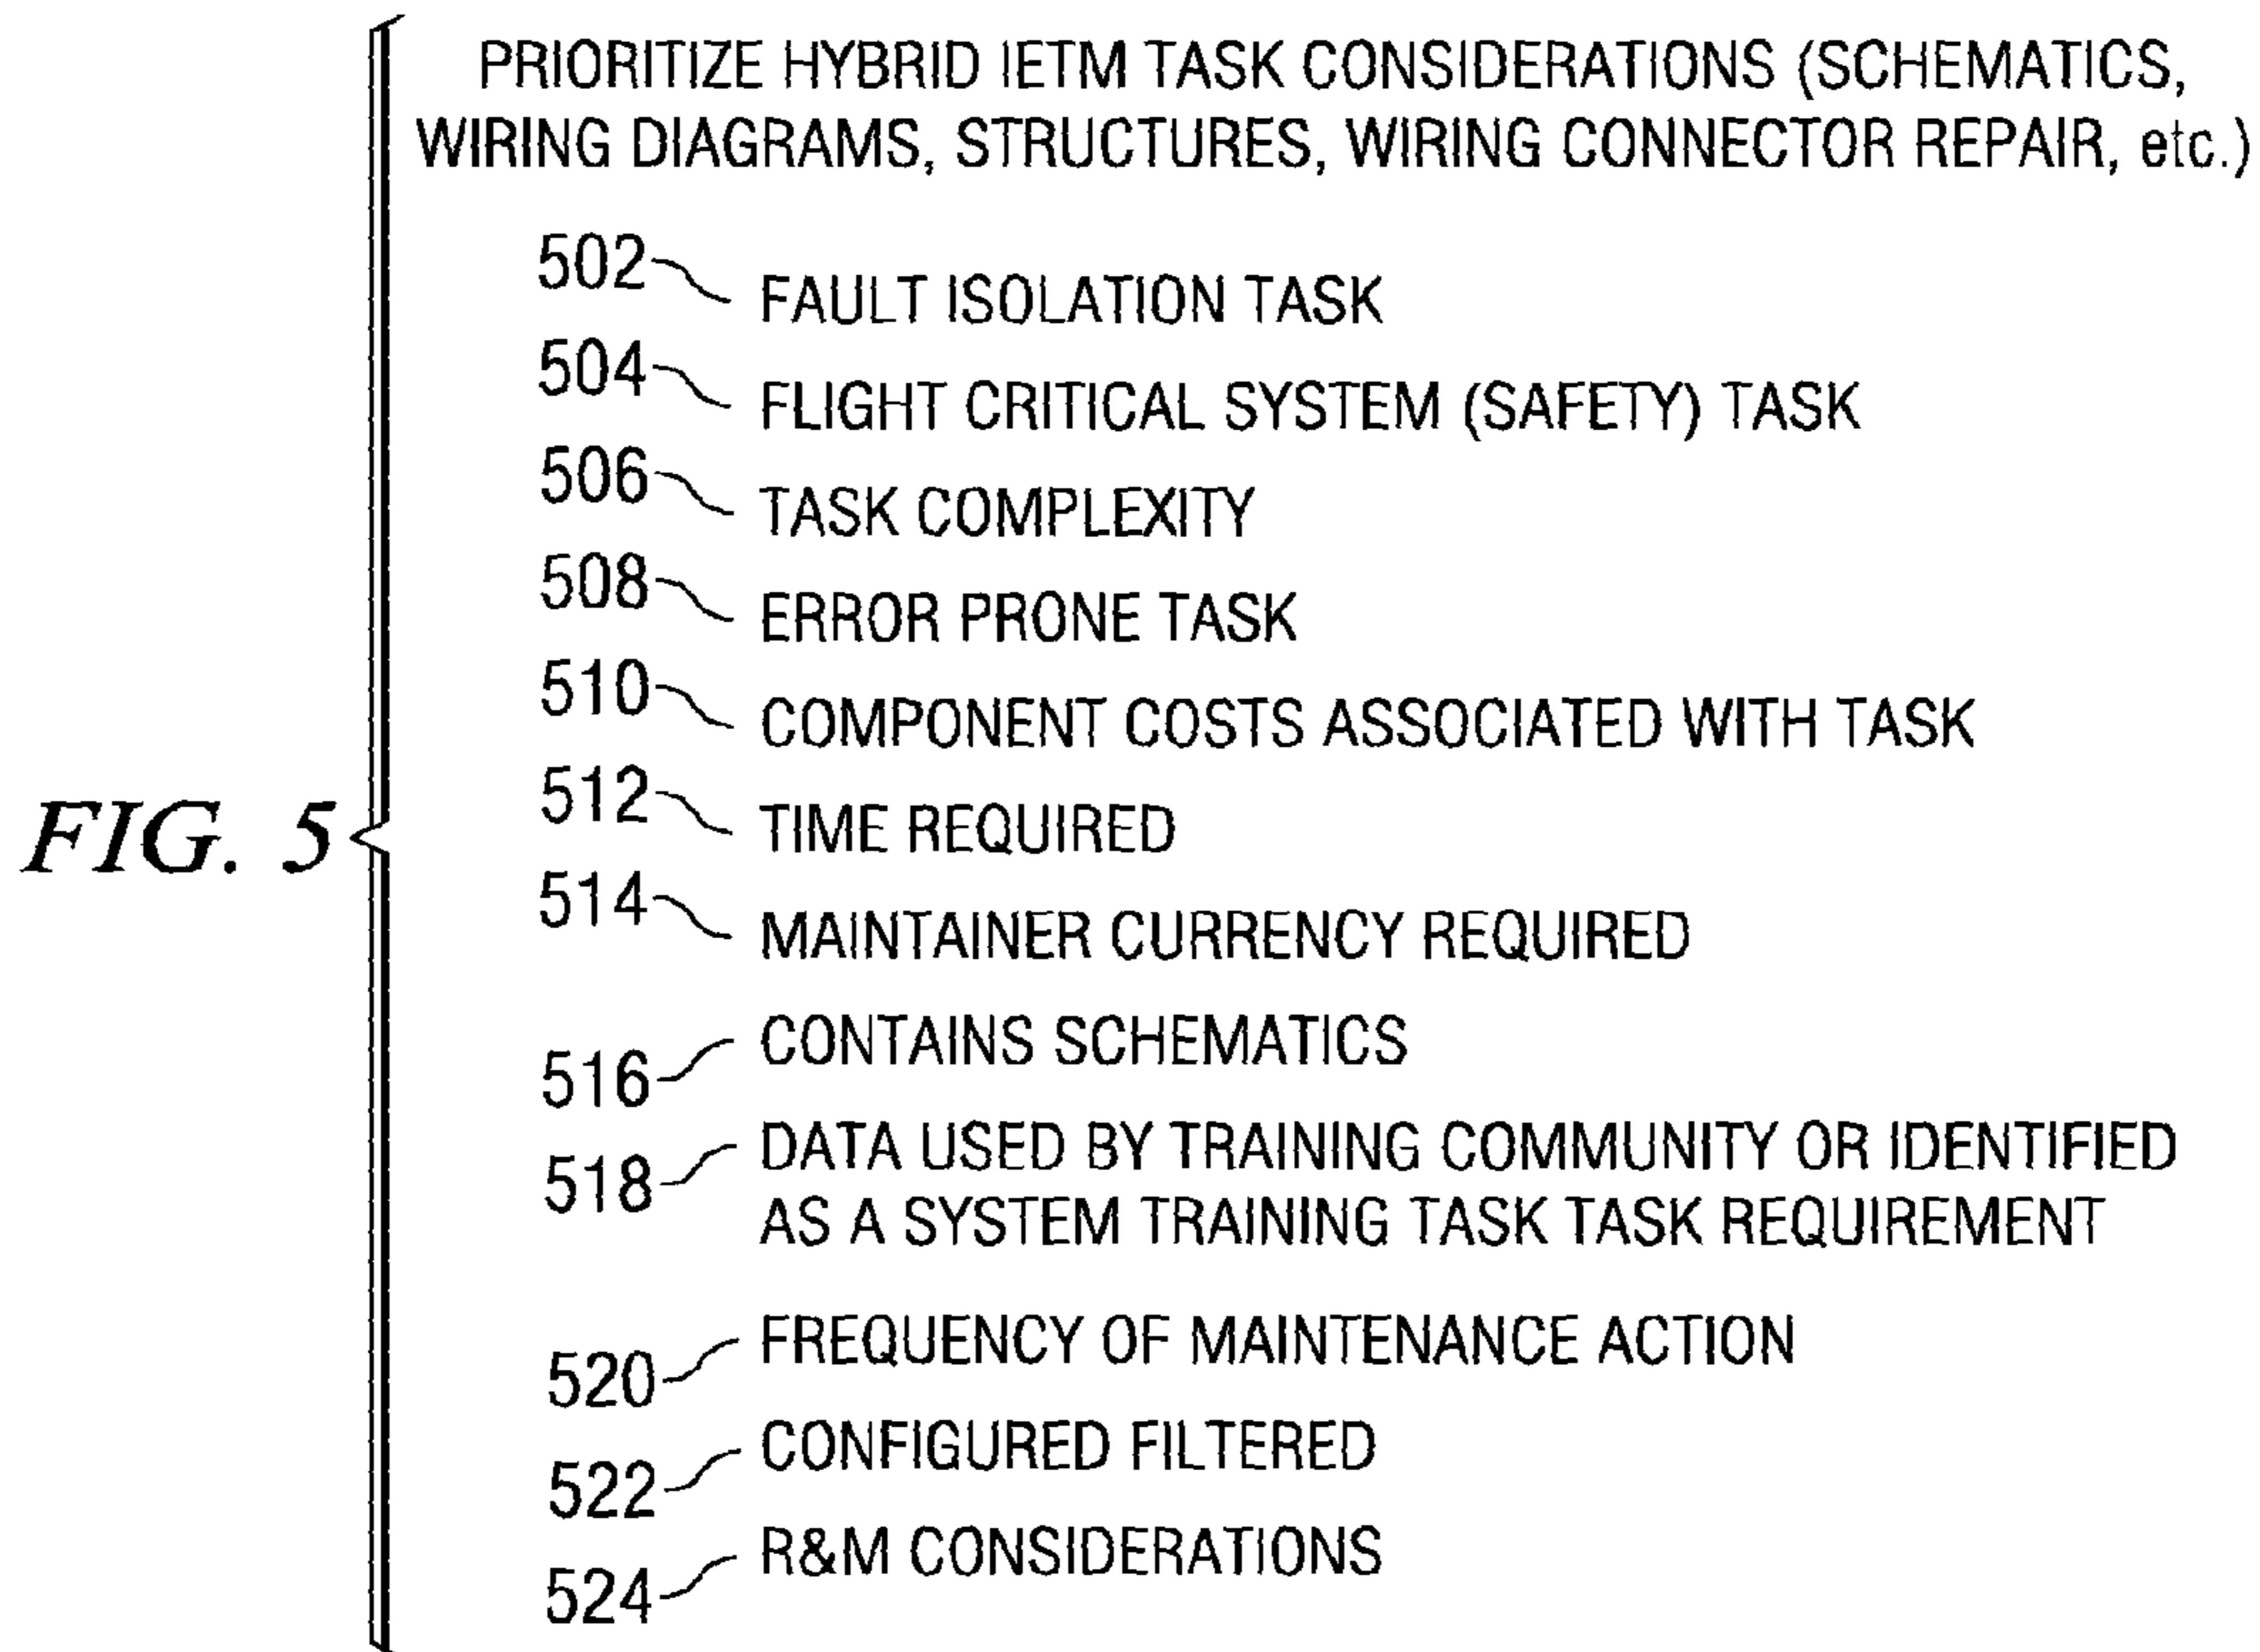 PRIORITIZE HYBRID IETM TASK CONSIDERATIONS (SCHEMATICS,
WIRING DIAGRAMS, STRUCTURES, WIRING CONNECTOR REPAIR, etc.)
502 FAULT ISOLATION TASK
504 FLIGHT CRITICAL SYSTEM (SAFETY) TASK
506 TASK COMPLEXITY
508 ERROR PRONE TASK
510 COMPONENT COSTS ASSOCIATED WITH TASK
512 TIME REQUIRED
FIG. 5
514 MAINTAINER CURRENCY REQUIRED
516 CONTAINS SCHEMATICS
518 DATA USED BY TRAINING COMMUNITY OR IDENTIFIED
AS A SYSTEM TRAINING TASK TASK REQUIREMENT
520 FREQUENCY OF MAINTENANCE ACTION
522 CONFIGURED FILTERED
524 R&M CONSIDERATIONS